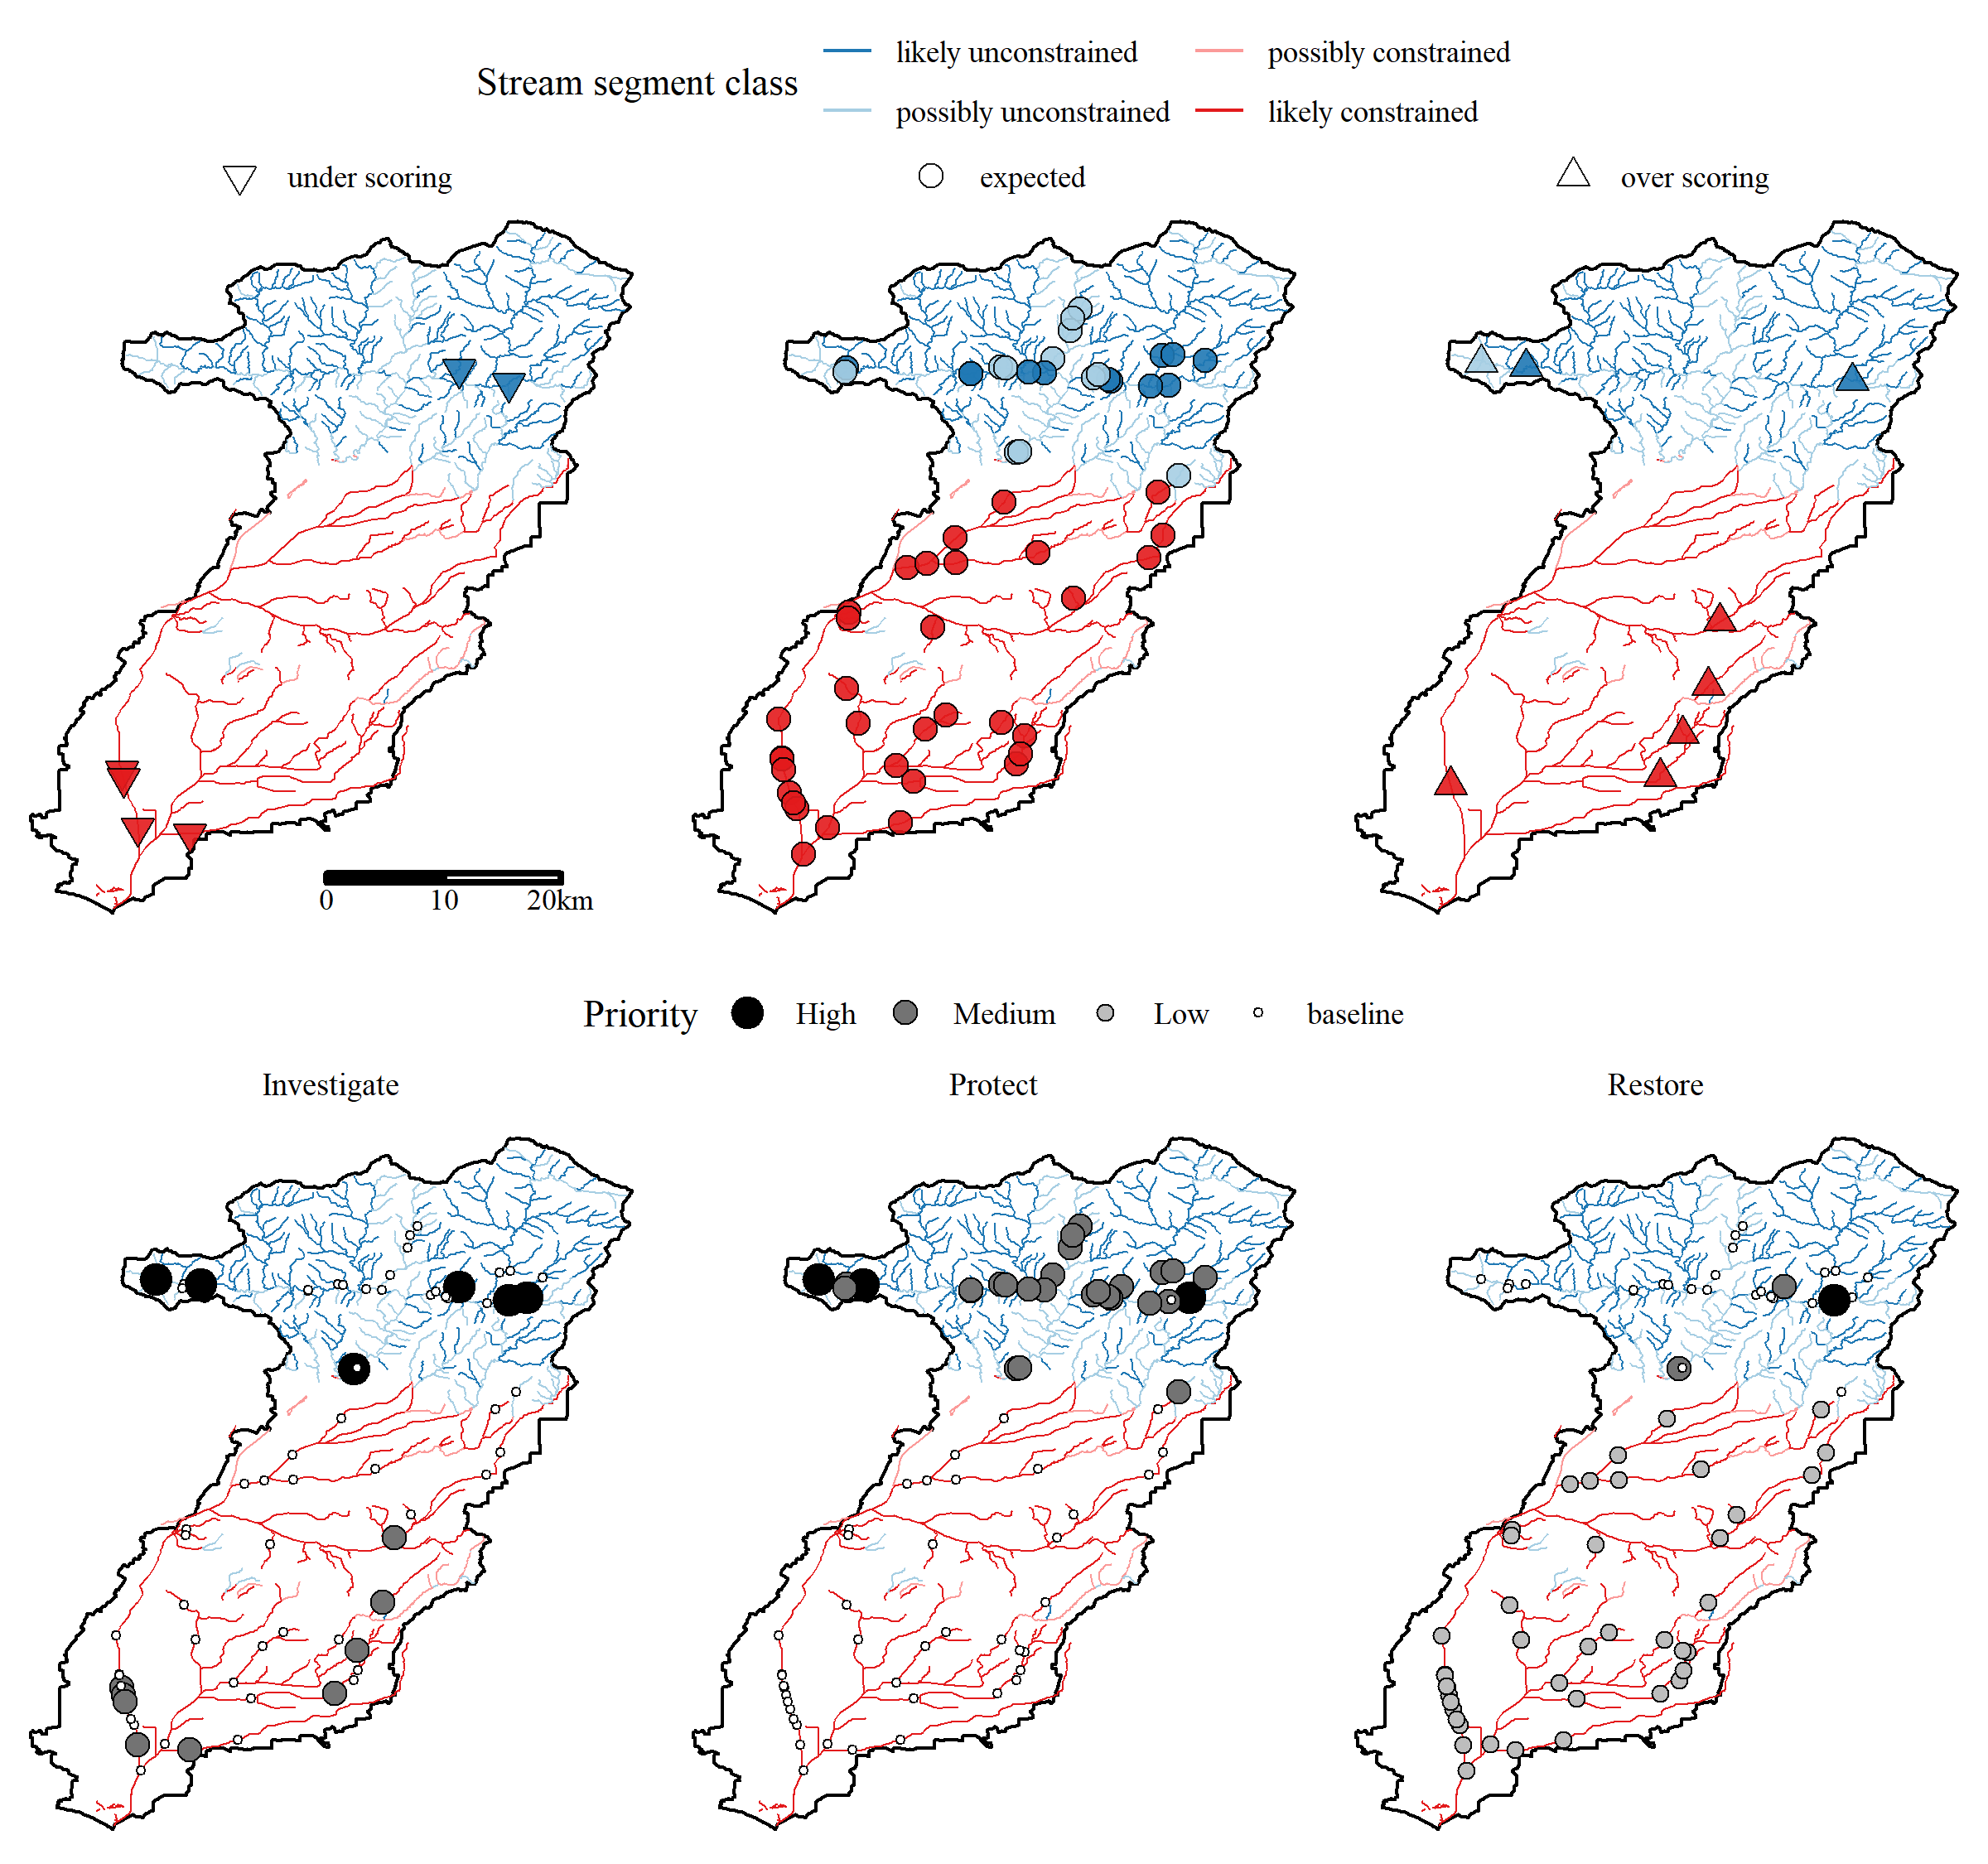 likely unconstrained possibly constrained
Stream segment class
possibly unconstrained likely constrained
under scoring expected over scoring
0 10 20km
Priority High Medium Low baseline
Investigate Protect Restore